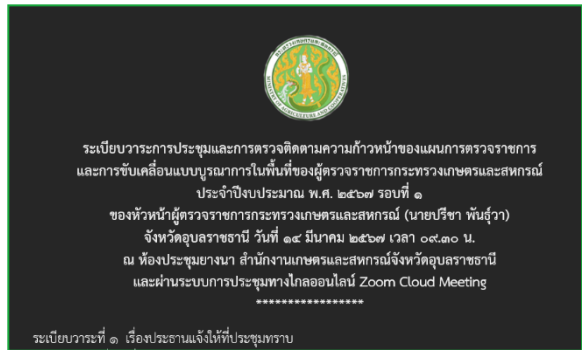 MINISTRY OF AGRICULTURE AND COOPERATIVES
ระเบียบวาระการประชุมและการตรวจติดตามความก้าวหน้าของแผนการตรวจราชการ
และการขับเคลื่อนแบบบูรณาการในพื้นที่ของผู้ตรวจราชการกระทรวงเกษตรและสหกรณ์
ประจำปีงบประมาณ พ.ศ. ๒๕๖๗ รอบที่ ๑
ของหัวหน้าผู้ตรวจราชการกระทรวงเกษตรและสหกรณ์ (นายปรีชา พันธุ์วา)
จังหวัดอุบลราชธานี วันที่ ๑๔ มีนาคม ๒๕๖๗ เวลา ๐๙.๓๐ น.
ณ ห้องประชุมยางนา สำนักงานเกษตรและสหกรณ์จังหวัดอุบลราชธานี
และผ่านระบบการประชุมทางไกลออนไลน์ Zoom Cloud Meeting
*****************
ระเบียบวาระที่ ๑ เรื่องประธานแจ้งให้ที่ประชุมทราบ